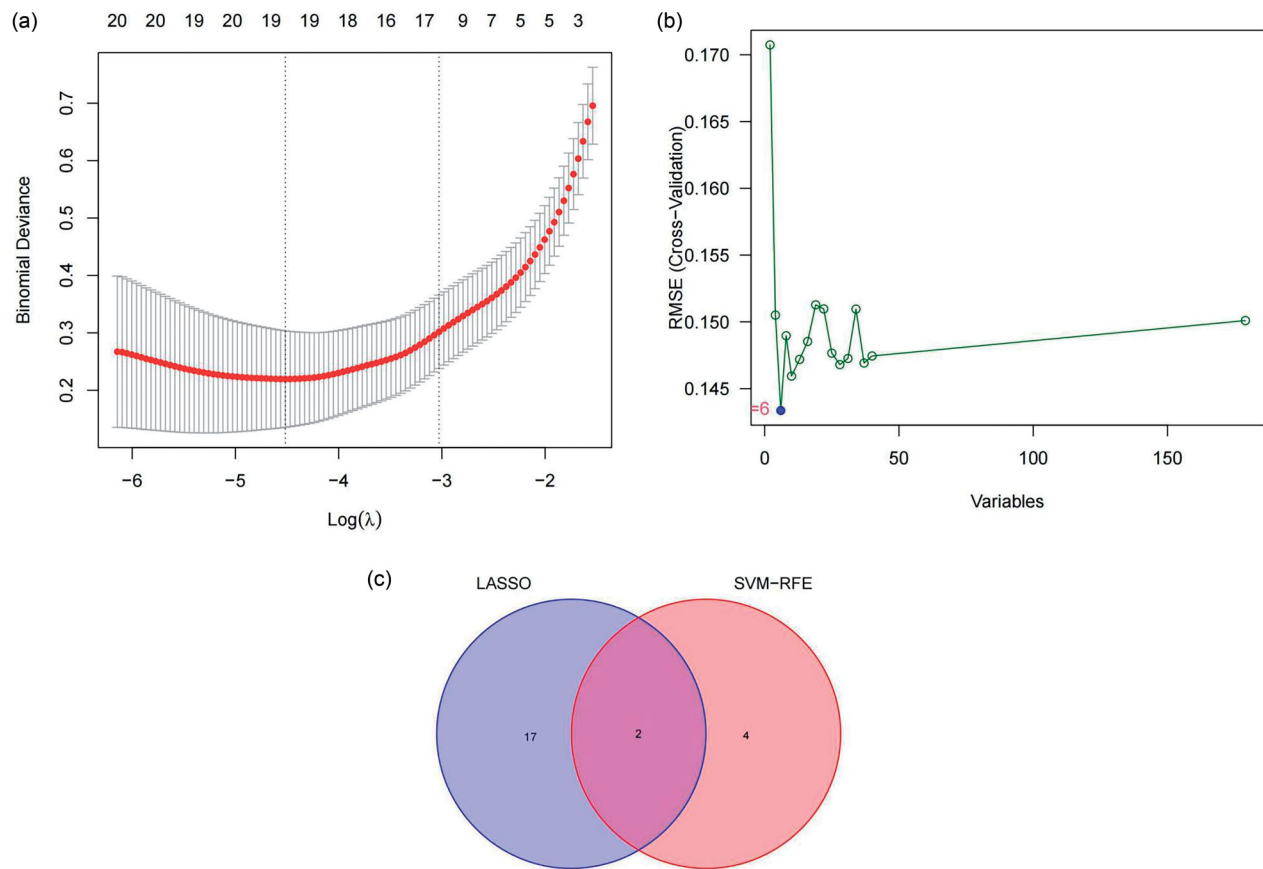 (a)
20 20 19 20 19 19 18 16 17 9 7 5 5 3
Binomial Deviance
0.7
0.6
0.5
0.4
0.3
0.2
−6 −5 −4 −3 −2
Log(λ)
(b)
RMSE (Cross-Validation)
0.170
0.165
0.160
0.155
0.150
0.145
=6
0 50 100 150
Variables
(c)
LASSO SVM-RFE
17 2 4